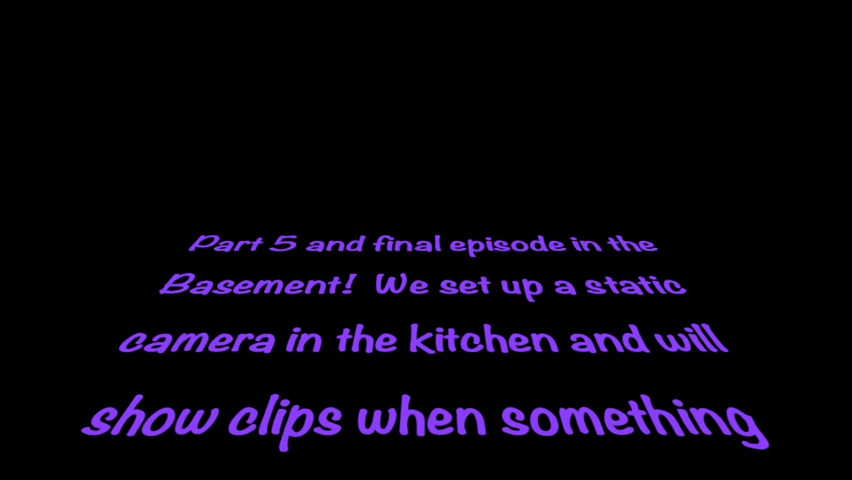 Part 5 and final episode in the
Basement! We set up a static
camera in the kitchen and will
show clips when something